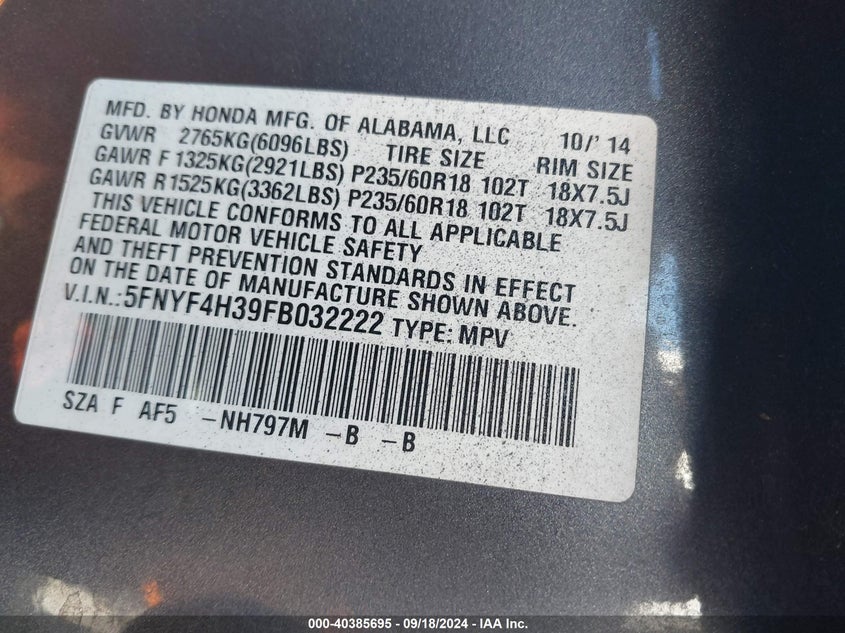 MFD. BY HONDA MFG. OF ALABAMA, LLC 10/'14
GVWR 2765KG(6096LBS) TIRE SIZE RIM SIZE
GAWR F 1325KG(2921LBS) P235/60R18 102T 18X7.5J
GAWR R1525KG(3362LBS) P235/60R18 102T 18X7.5J
THIS VEHICLE CONFORMS TO ALL APPLICABLE
FEDERAL MOTOR VEHICLE SAFETY
AND THEFT PREVENTION STANDARDS IN EFFECT
ON THE DATE OF MANUFACTURE SHOWN ABOVE.
V.I.N.:5FNYF4H39FB032222 TYPE: MPV
SZA F AF5 -NH797M -B -B
000-40385695 - 09/18/2024 - IAA Inc.